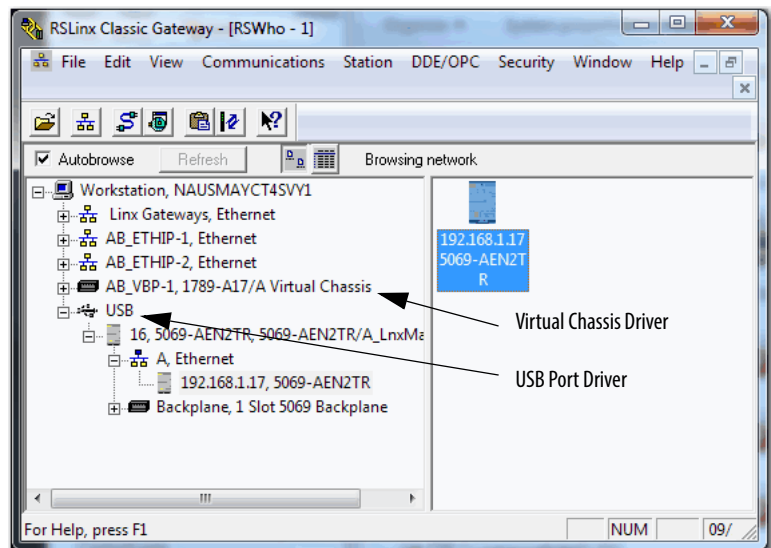 RSLinx Classic Gateway - [RSWho - 1]
File Edit View Communications Station DDE/OPC Security Window Help
Autobrowse Refresh Browsing network
Workstation, NAUSMAYCT4SVY1
Linx Gateways, Ethernet
AB_ETHIP-1, Ethernet
AB_ETHIP-2, Ethernet
AB_VBP-1, 1789-A17/A Virtual Chassis
USB
16, 5069-AEN2TR, 5069-AEN2TR/A_LnxMa
A, Ethernet
192.168.1.17, 5069-AEN2TR
Backplane, 1 Slot 5069 Backplane
192.168.1.17
5069-AEN2T
R
Virtual Chassis Driver
USB Port Driver
For Help, press F1 NUM 09/